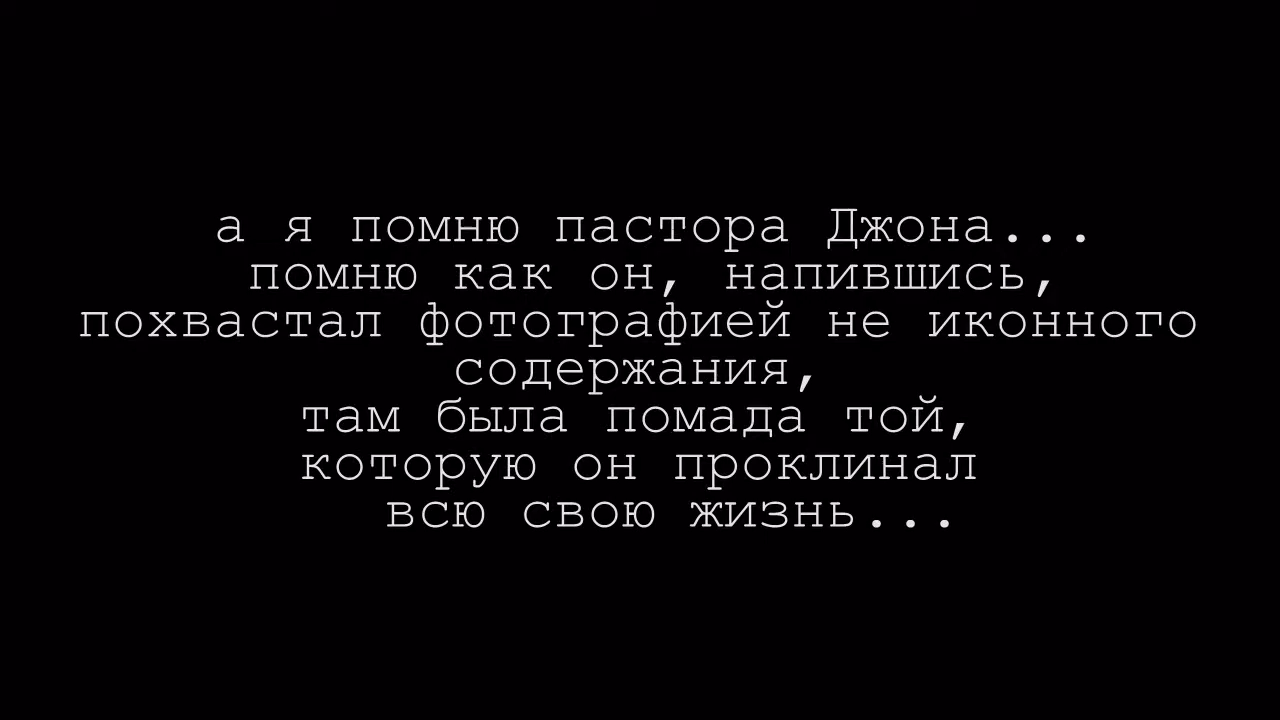 а я помню пастора Джона...
помню как он, напившись,
похвастал фотографией не иконного
содержания,
там была помада той,
которую он проклинал
всю свою жизнь...